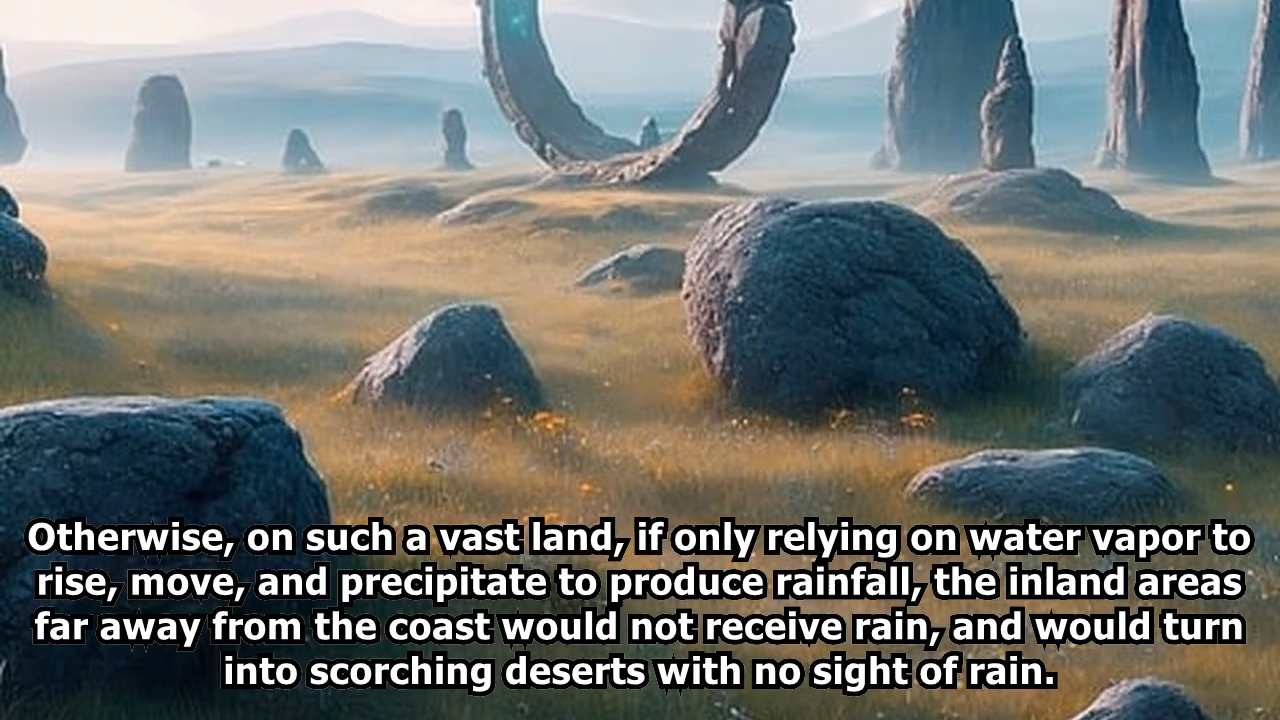 Otherwise, on such a vast land, if only relying on water vapor to
rise, move, and precipitate to produce rainfall, the inland areas
far away from the coast would not receive rain, and would turn
into scorching deserts with no sight of rain.